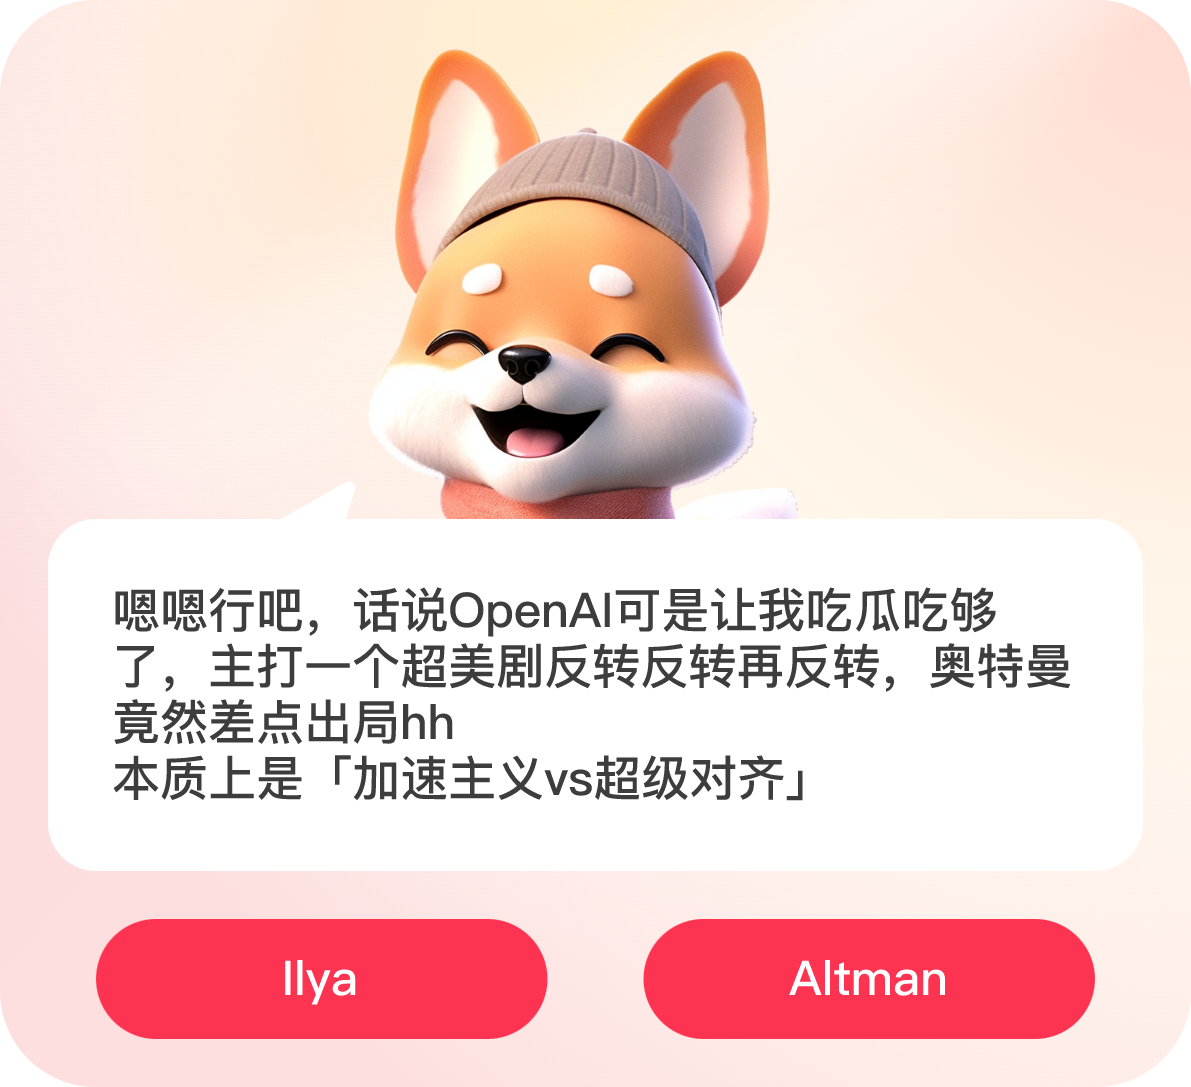 嗯嗯行吧，话说OpenAI可是让我吃瓜吃够
了，主打一个超美剧反转反转再反转，奥特曼
竟然差点出局hh
本质上是「加速主义vs超级对齐」
Ilya
Altman